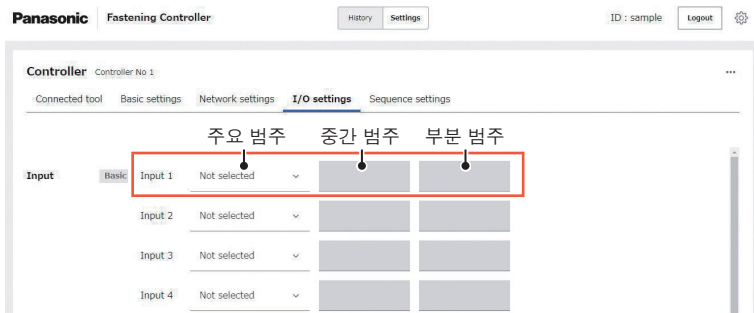 Panasonic Fastening Controller History Settings ID : sample Logout
Controller Controller No 1 ...
Connected tool Basic settings Network settings I/O settings Sequence settings
주요 범주 중간 범주 부분 범주
Input Basic Input 1 Not selected
Input 2 Not selected
Input 3 Not selected
Input 4 Not selected